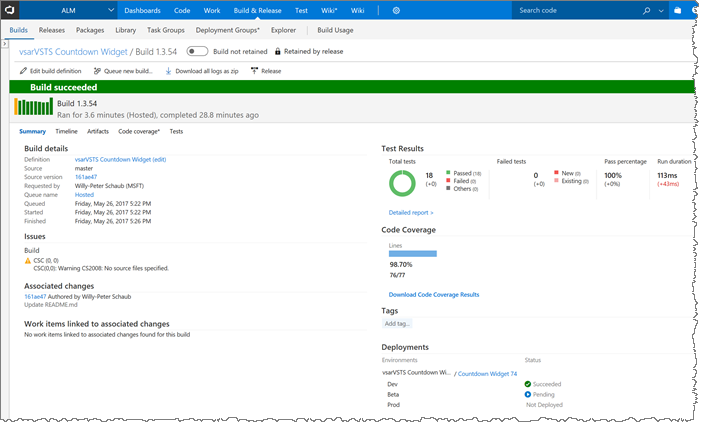 ALM Dashboards Code Work Build & Release Test Wiki* Wiki Search code
Builds Releases Packages Library Task Groups Deployment Groups* Explorer Build Usage
vsarVSTS Countdown Widget / Build 1.3.54 Build not retained Retained by release
Edit build definition Queue new build... Download all logs as zip Release
Build succeeded
Build 1.3.54
Ran for 3.6 minutes (Hosted), completed 28.8 minutes ago
Summary Timeline Artifacts Code coverage* Tests
Build details
Definition vsarVSTS Countdown Widget (edit)
Source master
Source version 161ae47
Requested by Willy-Peter Schaub (MSFT)
Queue name Hosted
Queued Friday, May 26, 2017 5:22 PM
Started Friday, May 26, 2017 5:22 PM
Finished Friday, May 26, 2017 5:26 PM
Issues
Build
CSC (0, 0)
CSC(0,0): Warning CS2008: No source files specified.
Associated changes
161ae47 Authored by Willy-Peter Schaub
Update README.md
Work items linked to associated changes
No work items linked to associated changes found for this build
Test Results
Total tests Failed tests Pass percentage Run duration
18 Passed (18) 0 New (0) 100% 113ms
(+0) Failed (0) (+0) Existing (0) (+0%) (+43ms)
Others (0)
Detailed report >
Code Coverage
Lines
98.70%
76/77
Download Code Coverage Results
Tags
Add tag...
Deployments
Environments Status
vsarVSTS Countdown Wi... / Countdown Widget 74
Dev Succeeded
Beta Pending
Prod Not Deployed